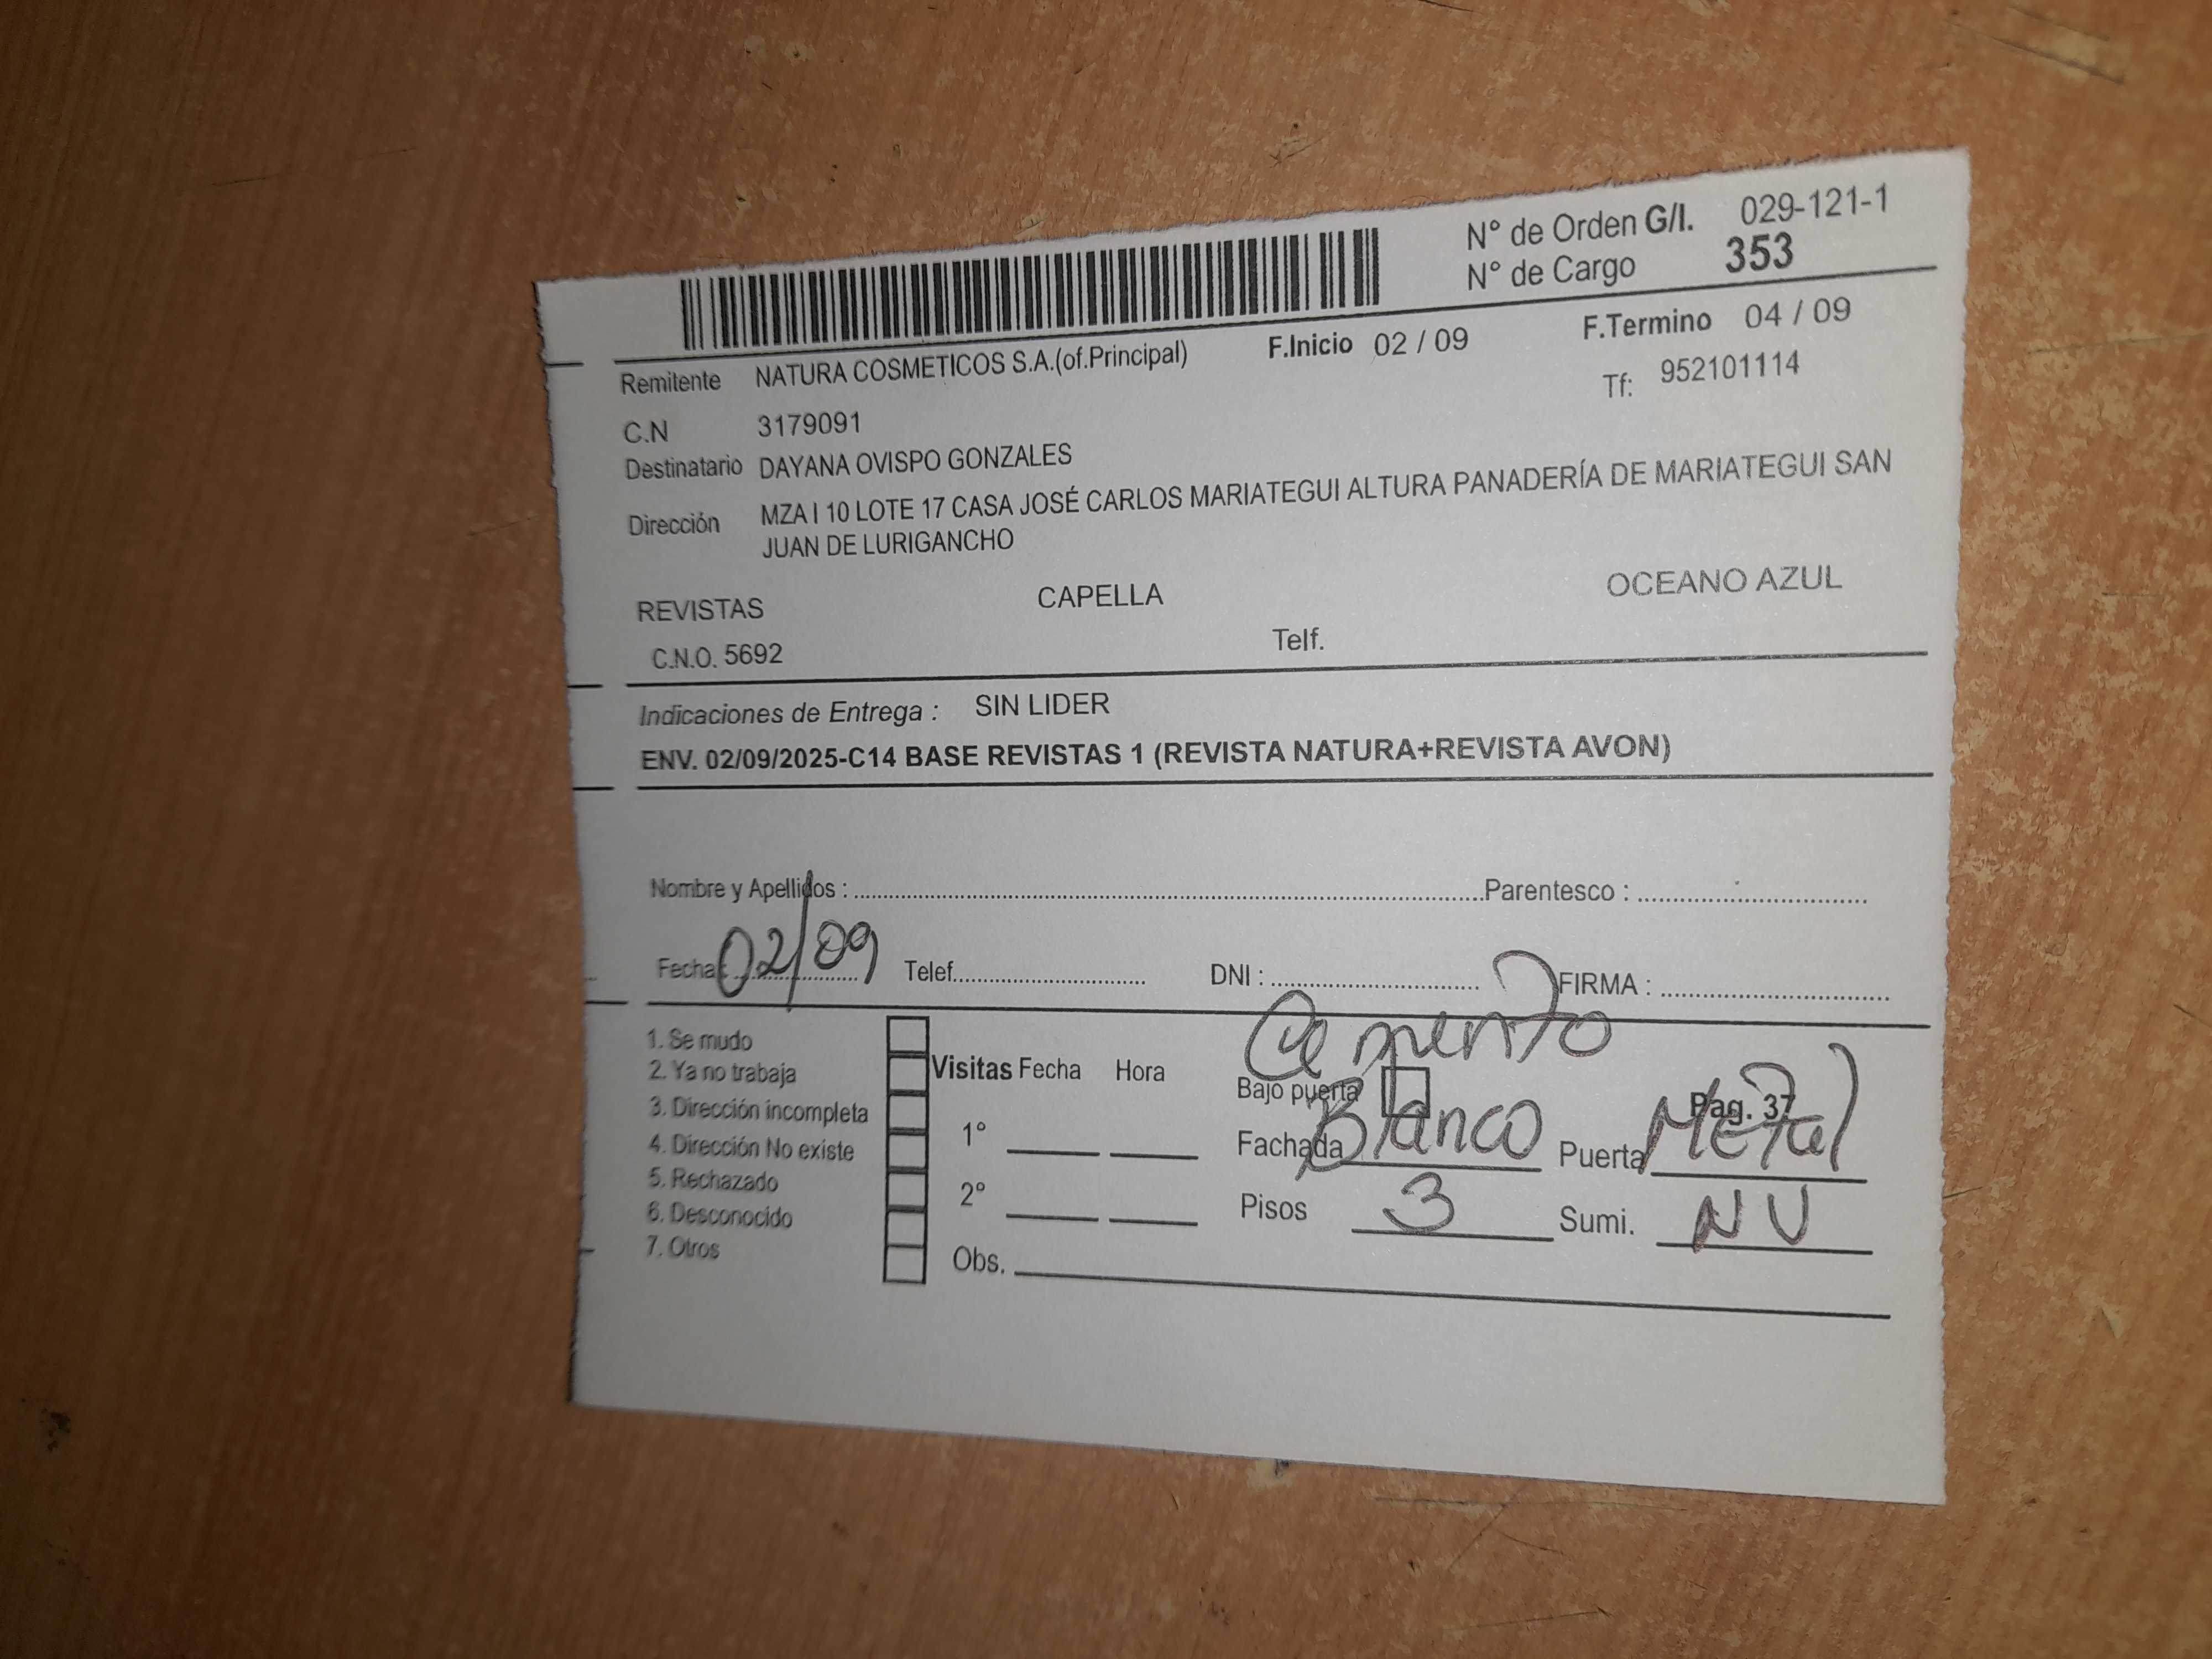 N° de Orden G/I. 029-121-1
N° de Cargo 353
Remitente NATURA COSMETICOS S.A.(of.Principal) F.Inicio 02 / 09 F.Termino 04 / 09
C.N 3179091 Tf: 952101114
Destinatario DAYANA OVISPO GONZALES
Dirección MZA I 10 LOTE 17 CASA JOSÉ CARLOS MARIATEGUI ALTURA PANADERÍA DE MARIATEGUI SAN
JUAN DE LURIGANCHO
REVISTAS CAPELLA OCEANO AZUL
C.N.O. 5692 Telf.
Indicaciones de Entrega : SIN LIDER
ENV. 02/09/2025-C14 BASE REVISTAS 1 (REVISTA NATURA+REVISTA AVON)
Nombre y Apellidos : Parentesco :
Fecha: 02/09 Telef. DNI : FIRMA :
Cemento
1. Se mudo
2. Ya no trabaja
3. Dirección incompleta
4. Dirección No existe
5. Rechazado
6. Desconocido
7. Otros
Visitas Fecha Hora
1°
2°
Obs.
Bajo puerta Pag. 37
Fachada Blanco Puerta Metal
Pisos 3 Sumi. NV